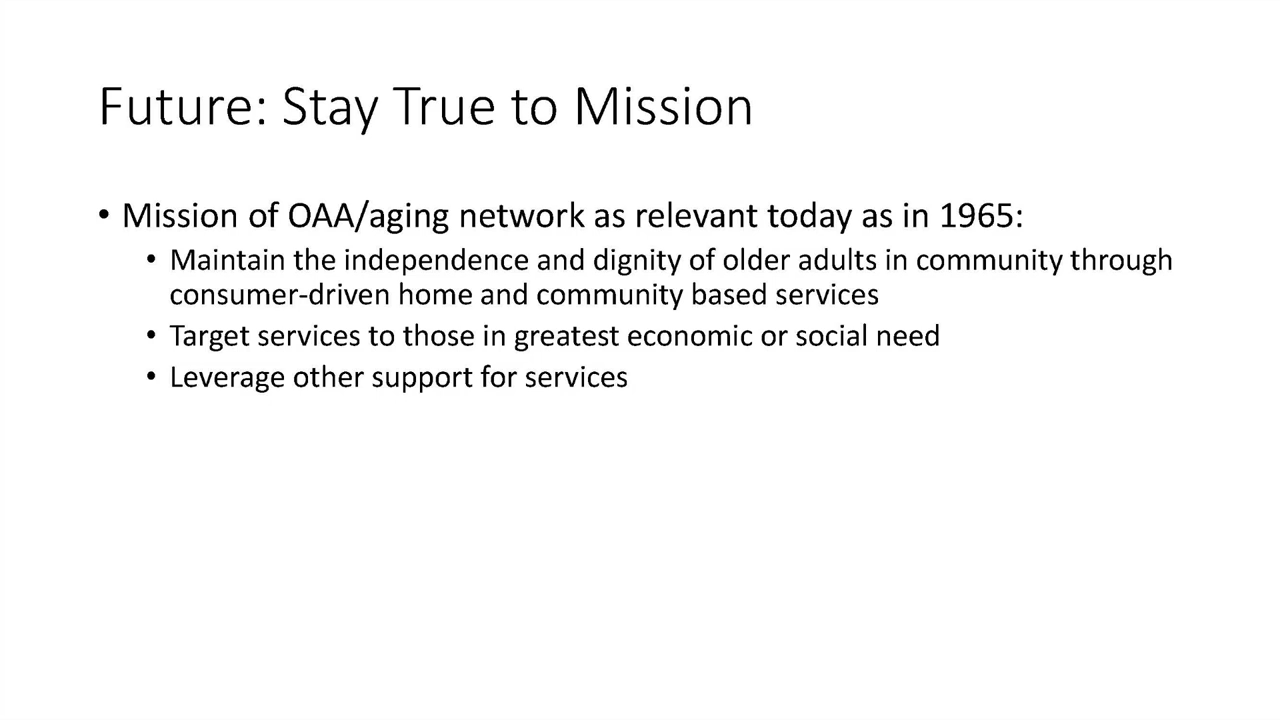 Future: Stay True to Mission
• Mission of OAA/aging network as relevant today as in 1965:
• Maintain the independence and dignity of older adults in community through
consumer-driven home and community based services
• Target services to those in greatest economic or social need
• Leverage other support for services